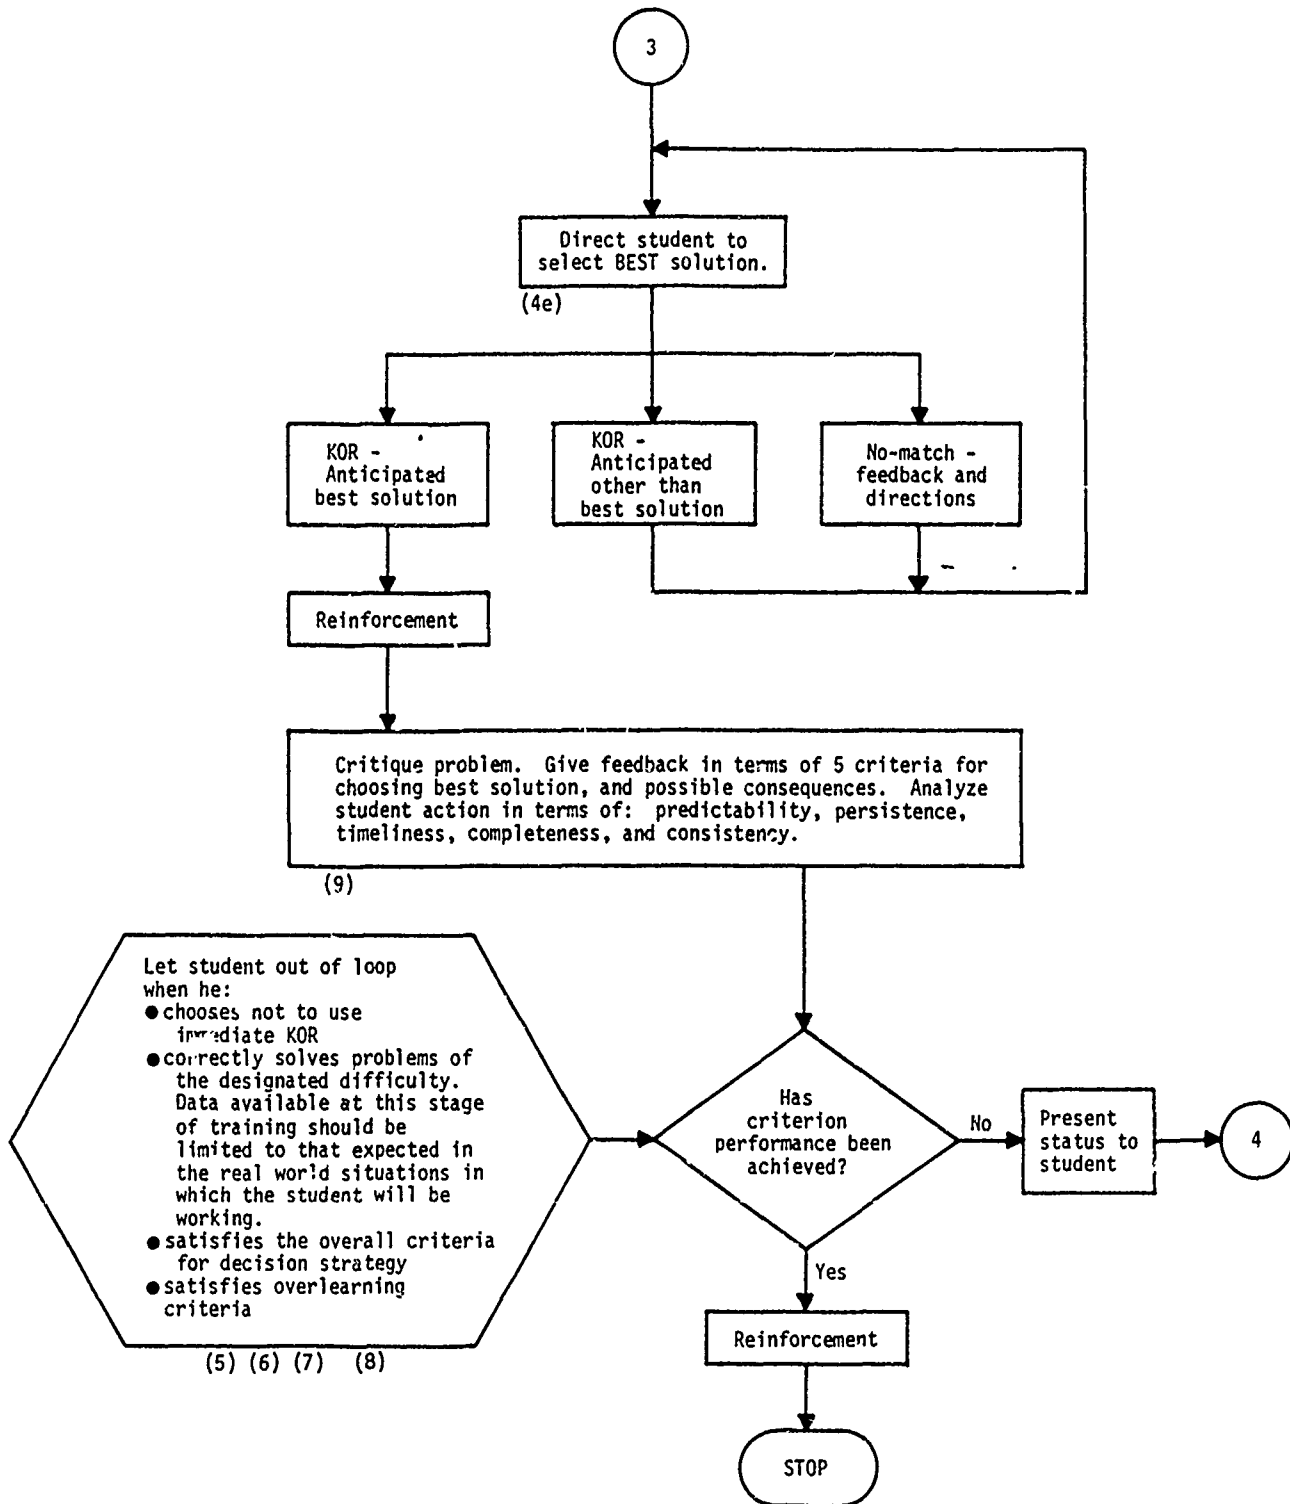 3
Direct student to
select BEST solution.
(4e)
KOR -
Anticipated
best solution
KOR -
Anticipated
other than
best solution
No-match -
feedback and
directions
Reinforcement
Critique problem. Give feedback in terms of 5 criteria for
choosing best solution, and possible consequences. Analyze
student action in terms of: predictability, persistence,
timeliness, completeness, and consistency.
(9)
Let student out of loop
when he:
● chooses not to use
immediate KOR
● correctly solves problems of
the designated difficulty.
Data available at this stage
of training should be
limited to that expected in
the real world situations in
which the student will be
working.
● satisfies the overall criteria
for decision strategy
● satisfies overlearning
criteria
(5) (6) (7) (8)
Has
criterion
performance been
achieved?
No
Present
status to
student
4
Yes
Reinforcement
STOP